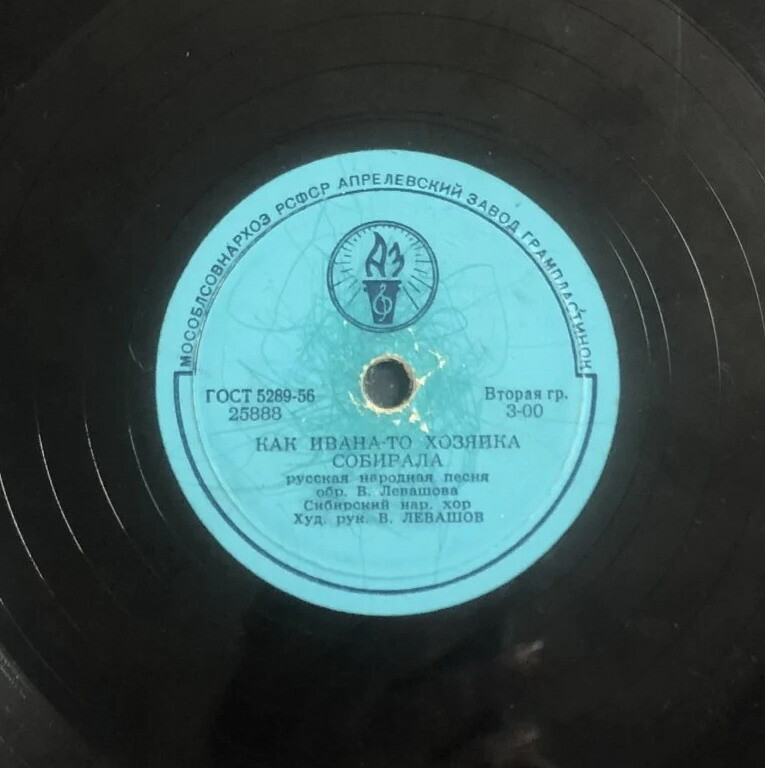 МОСОБЛСОВНАРХОЗ РСФСР АПРЕЛЕВСКИЙ ЗАВОД ГРАМПЛАСТИНОК
АЗ
ГОСТ 5289-56
25888
Вторая гр.
3-00
КАК ИВАНА-ТО ХОЗЯЙКА
СОБИРАЛА
русская народная песня
обр. В. Левашова
Сибирский нар. хор
Худ. рук. В. ЛЕВАШОВ